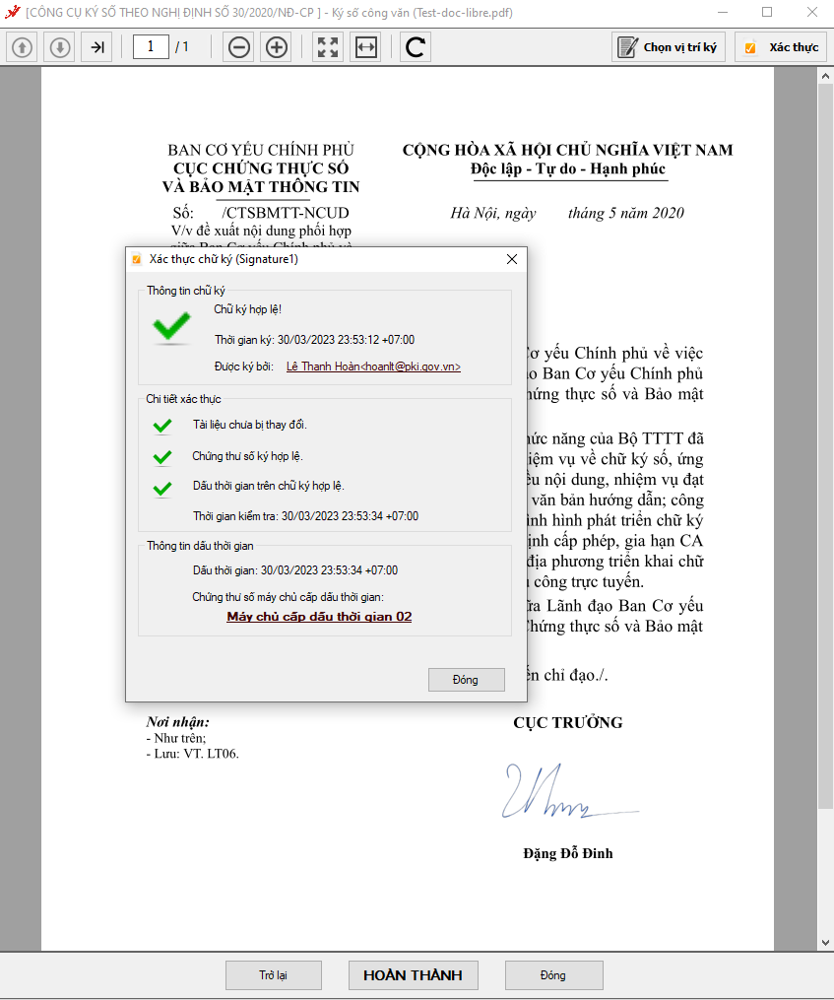 [CÔNG CỤ KÝ SỐ THEO NGHỊ ĐỊNH SỐ 30/2020/NĐ-CP ] - Ký số công văn (Test-doc-libre.pdf)
1 / 1
Chọn vị trí ký
Xác thực
BAN CƠ YẾU CHÍNH PHỦ
CỤC CHỨNG THỰC SỐ
VÀ BẢO MẬT THÔNG TIN
CỘNG HÒA XÃ HỘI CHỦ NGHĨA VIỆT NAM
Độc lập - Tự do - Hạnh phúc
Số: /CTSBMTT-NCUD
Hà Nội, ngày tháng 5 năm 2020
V/v đề xuất nội dung phối hợp
giữa Ban Cơ yếu Chính phủ và
Xác thực chữ ký (Signature1)
Thông tin chữ ký
Chữ ký hợp lệ!
Thời gian ký: 30/03/2023 23:53:12 +07:00
Được ký bởi: Lê Thanh Hoàn<hoanlt@pki.gov.vn>
Chi tiết xác thực
Tài liệu chưa bị thay đổi.
Chứng thư số ký hợp lệ.
Dấu thời gian trên chữ ký hợp lệ.
Thời gian kiểm tra: 30/03/2023 23:53:34 +07:00
Thông tin dấu thời gian
Dấu thời gian: 30/03/2023 23:53:34 +07:00
Chứng thư số máy chủ cấp dấu thời gian:
Máy chủ cấp dấu thời gian 02
Đóng
Cơ yếu Chính phủ về việc
Ban Cơ yếu Chính phủ
thực số và Bảo mật
năng của Bộ TTTT đã
vụ về chữ ký số, ứng
nội dung, nhiệm vụ đạt
văn bản hướng dẫn; công
hình phát triển chữ ký
cấp phép, gia hạn CA
địa phương triển khai chữ
công trực tuyến.
Lãnh đạo Ban Cơ yếu
Chứng thực số và Bảo mật
chỉ đạo./.
Nơi nhận:
- Như trên;
- Lưu: VT. LT06.
CỤC TRƯỞNG
Đặng Đỗ Đinh
Trở lại
HOÀN THÀNH
Đóng